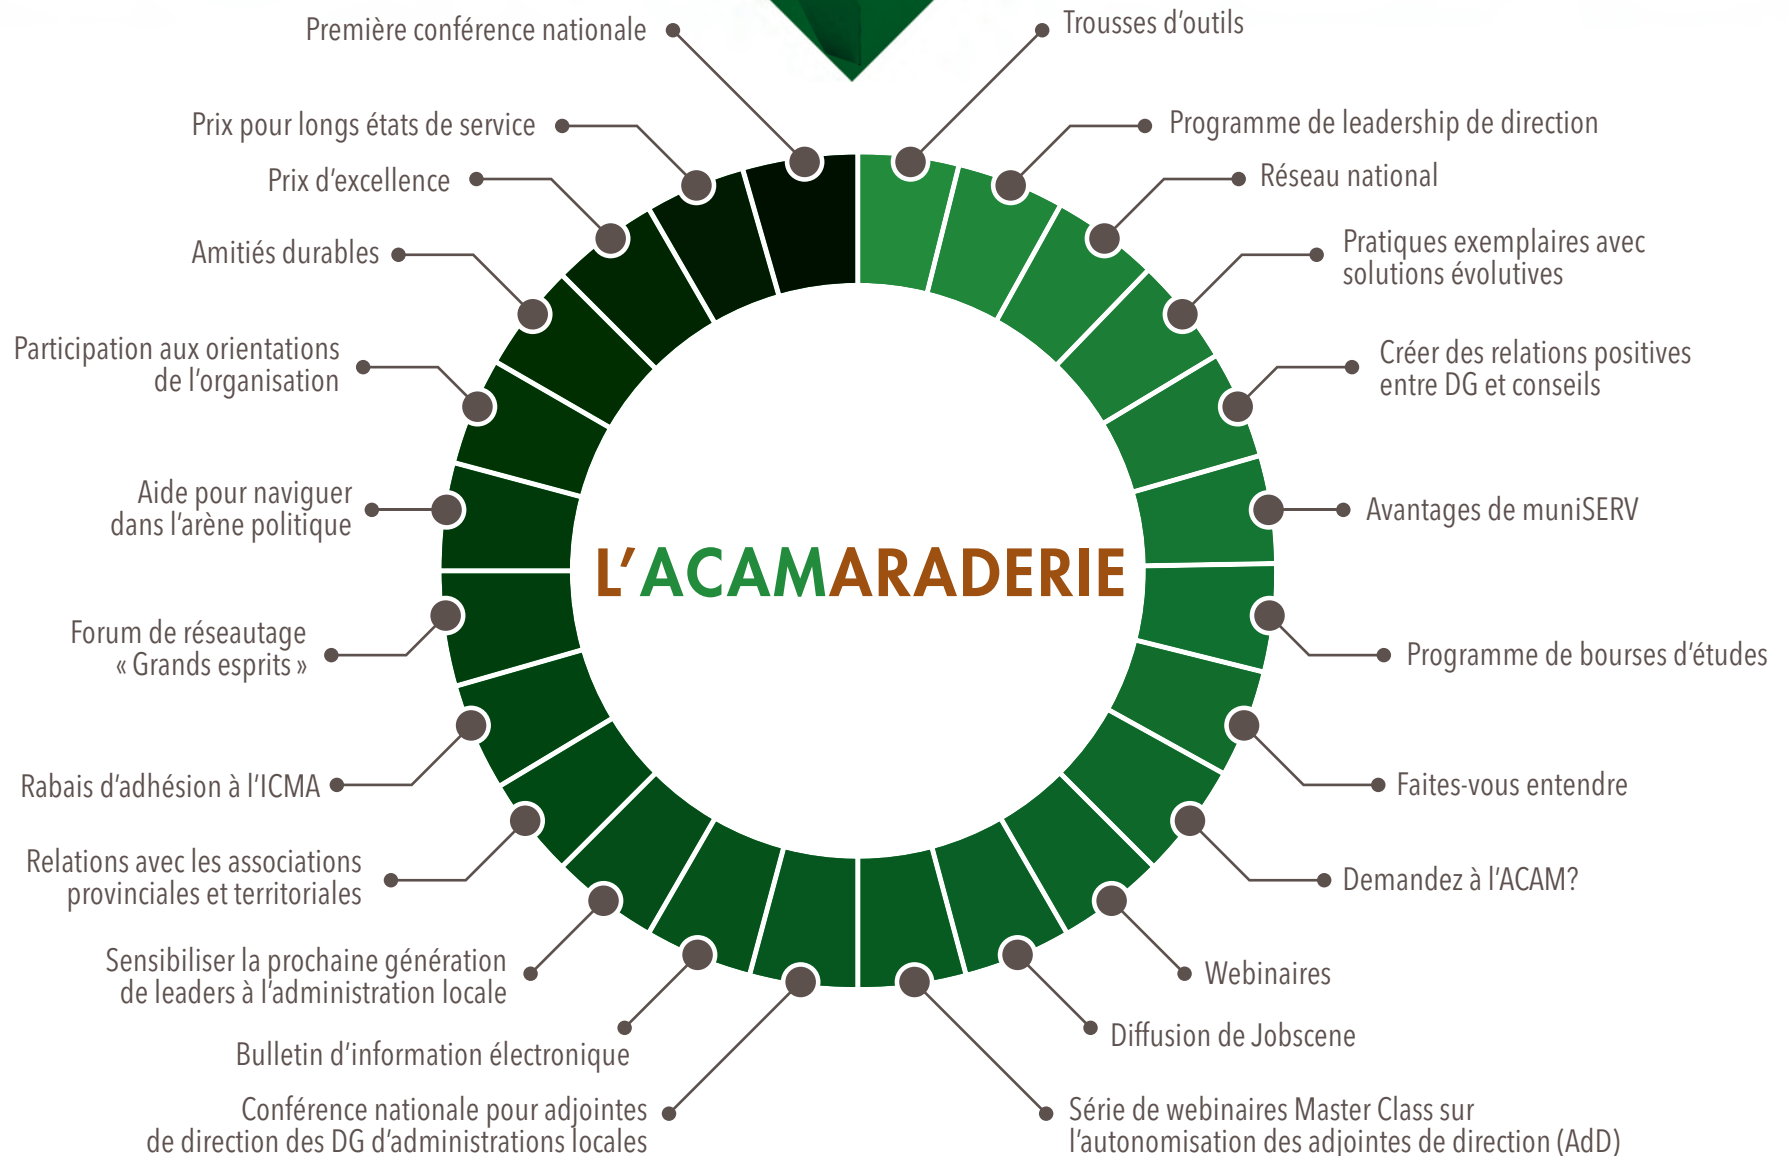 Première conférence nationale
Trousses d'outils
Prix pour longs états de service
Programme de leadership de direction
Prix d'excellence
Réseau national
Amitiés durables
Pratiques exemplaires avec
solutions évolutives
Participation aux orientations
de l'organisation
Créer des relations positives
entre DG et conseils
Aide pour naviguer
dans l'arène politique
Avantages de muniSERV
L'ACAMARADERIE
Forum de réseautage
« Grands esprits »
Programme de bourses d'études
Rabais d'adhésion à l'ICMA
Faites-vous entendre
Relations avec les associations
provinciales et territoriales
Demandez à l'ACAM?
Sensibiliser la prochaine génération
de leaders à l'administration locale
Webinaires
Bulletin d'information électronique
Diffusion de Jobscene
Conférence nationale pour adjointes
de direction des DG d'administrations locales
Série de webinaires Master Class sur
l'autonomisation des adjointes de direction (AdD)